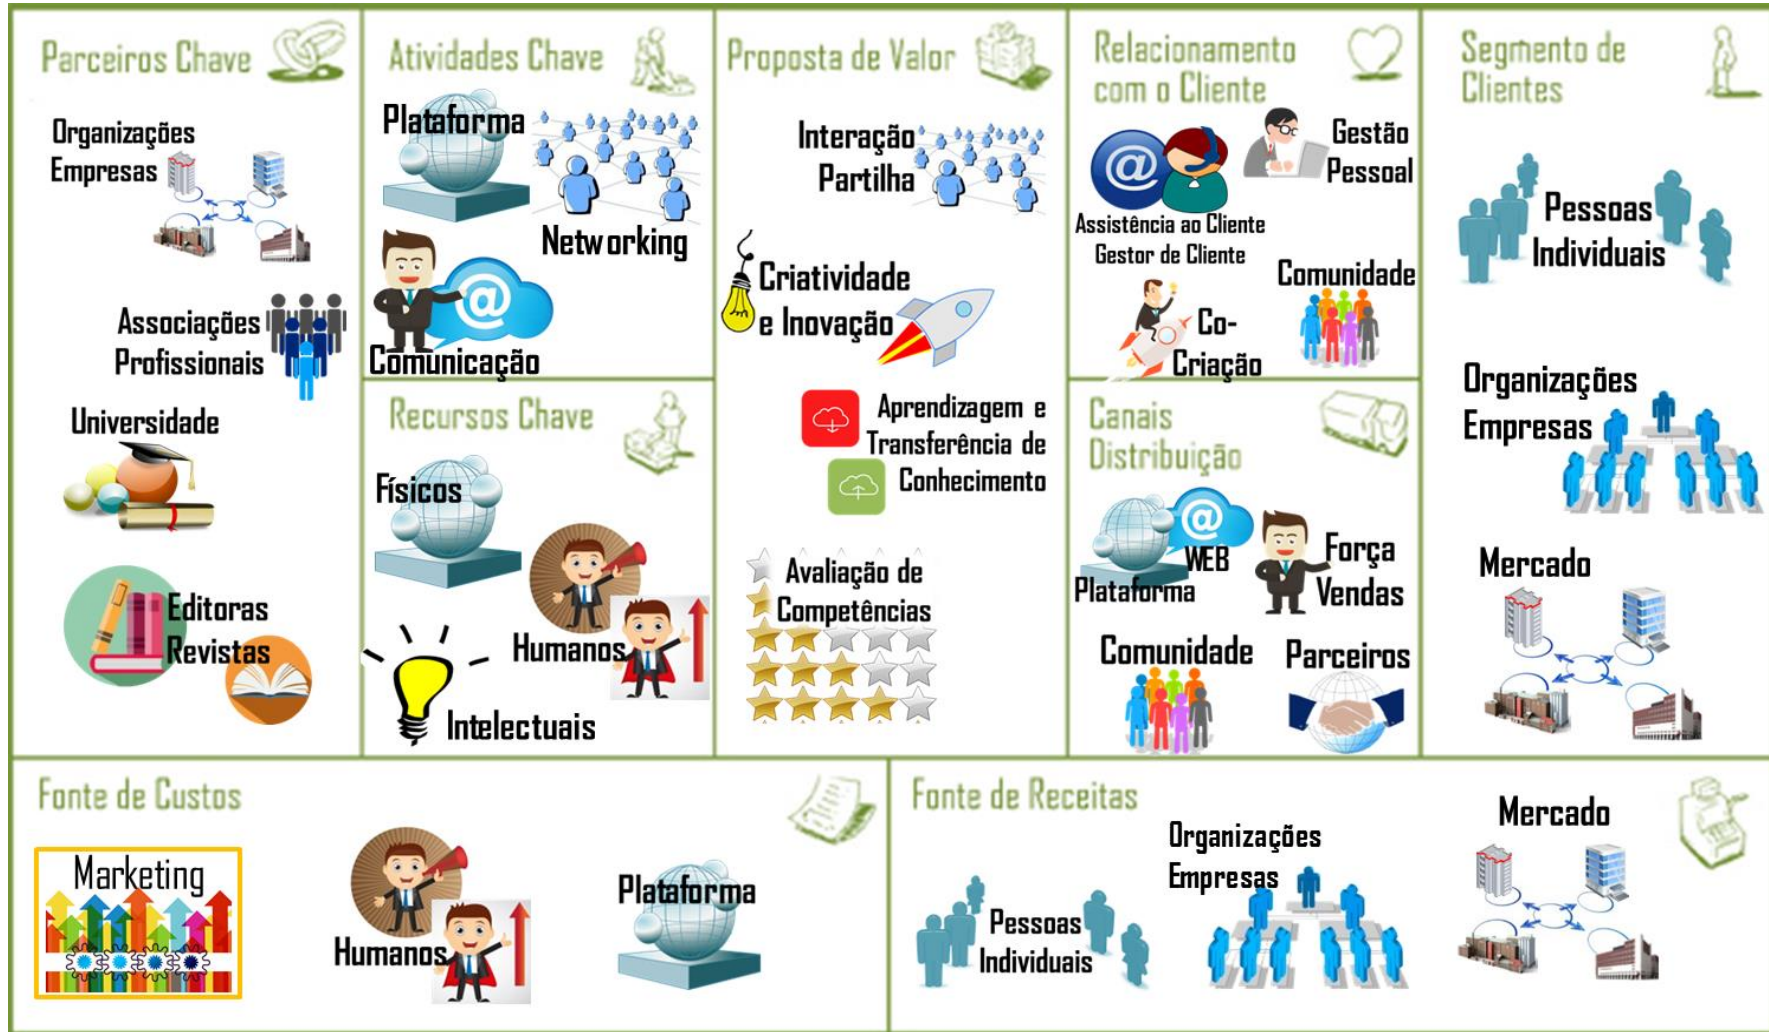 Parceiros Chave
Organizações
Empresas
Associações
Profissionais
Universidade
Editoras
Revistas
Atividades Chave
Plataforma
Networking
@
Comunicação
Recursos Chave
Físicos
Humanos
Intelectuais
Proposta de Valor
Interação
Partilha
Criatividade
e Inovação
Aprendizagem e
Transferência de
Conhecimento
Avaliação de
Competências
Relacionamento
com o Cliente
@
Gestão
Pessoal
Assistência ao Cliente
Gestor de Cliente
Comunidade
Co-
Criação
Canais
Distribuição
@
WEB
Plataforma
Força
Vendas
Comunidade
Parceiros
Segmento de
Clientes
Pessoas
Individuais
Organizações
Empresas
Mercado
Fonte de Custos
Marketing
Humanos
Plataforma
Fonte de Receitas
Pessoas
Individuais
Organizações
Empresas
Mercado